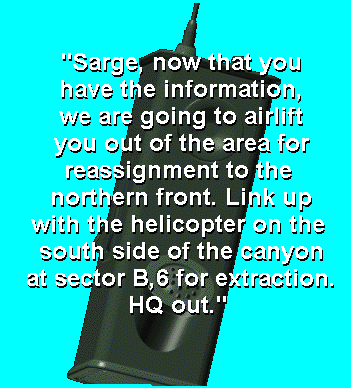 "Sarge, now that you
have the information,
we are going to airlift
you out of the area for
reassignment to the
northern front. Link up
with the helicopter on the
south side of the canyon
at sector B,6 for extraction.
HQ out."